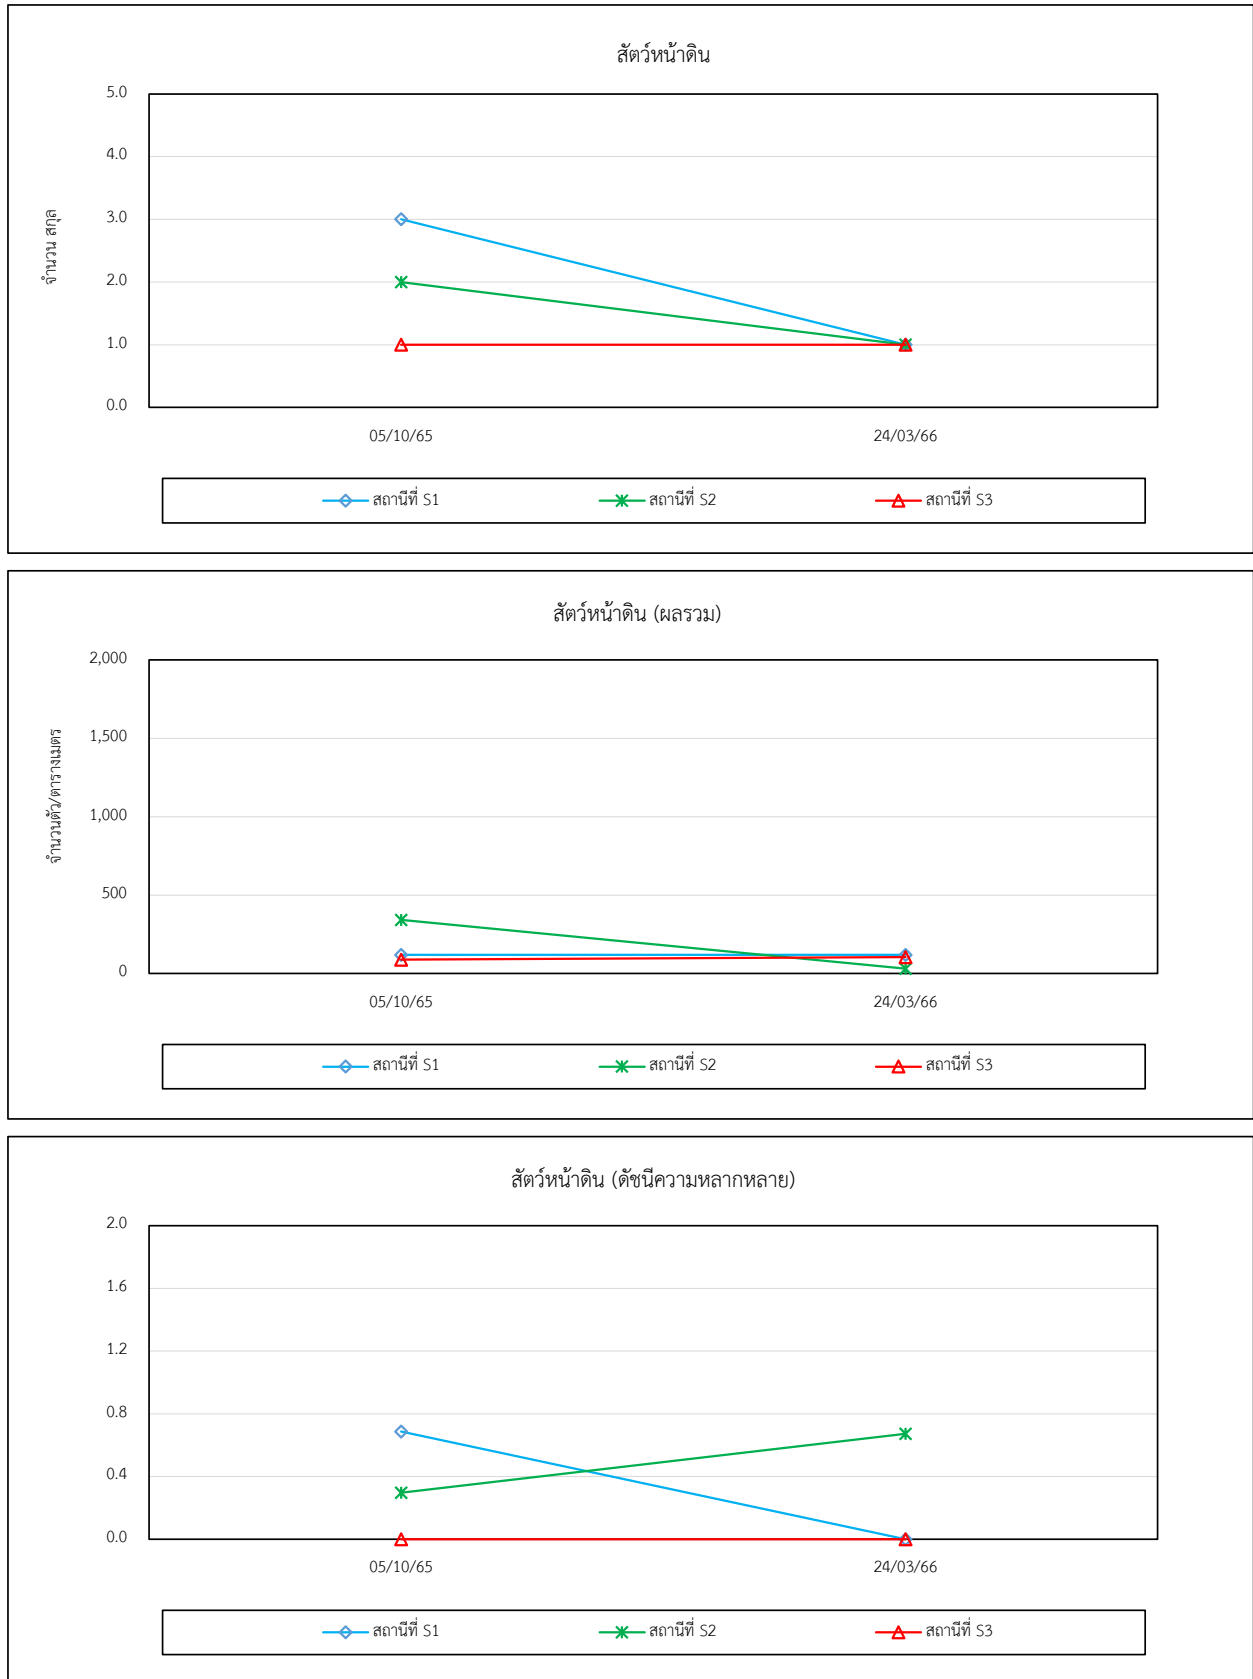 สัตว์หน้าดิน
จำนวน สกุล
5.0
4.0
3.0
2.0
1.0
0.0
05/10/65 24/03/66
สถานีที่ S1 สถานีที่ S2 สถานีที่ S3
สัตว์หน้าดิน (ผลรวม)
จำนวนตัว/ตารางเมตร
2,000
1,500
1,000
500
0
05/10/65 24/03/66
สถานีที่ S1 สถานีที่ S2 สถานีที่ S3
สัตว์หน้าดิน (ดัชนีความหลากหลาย)
2.0
1.6
1.2
0.8
0.4
0.0
05/10/65 24/03/66
สถานีที่ S1 สถานีที่ S2 สถานีที่ S3